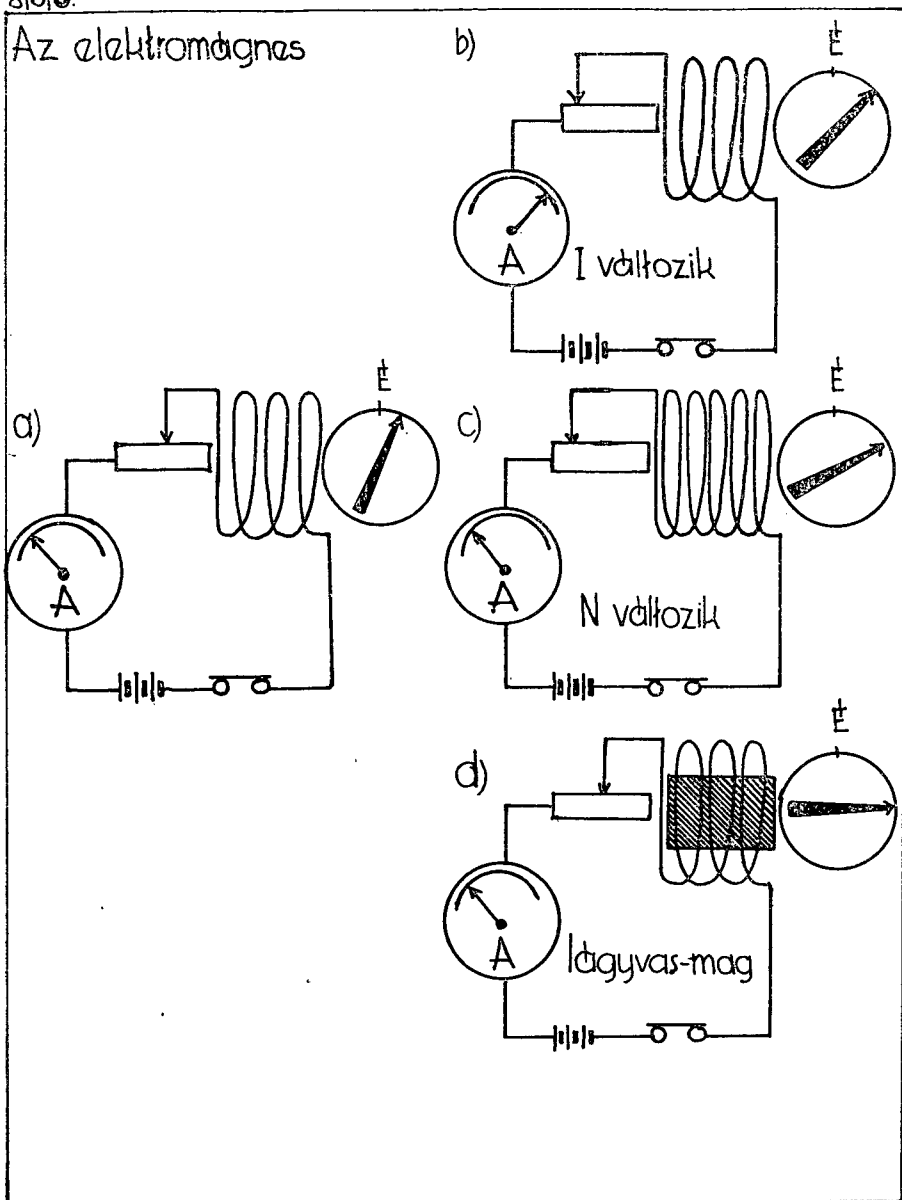 Az elektromágnes
b)
É
A
I változik
a)
É
A
c)
É
A
N változik
d)
É
A
lágyvas-mag